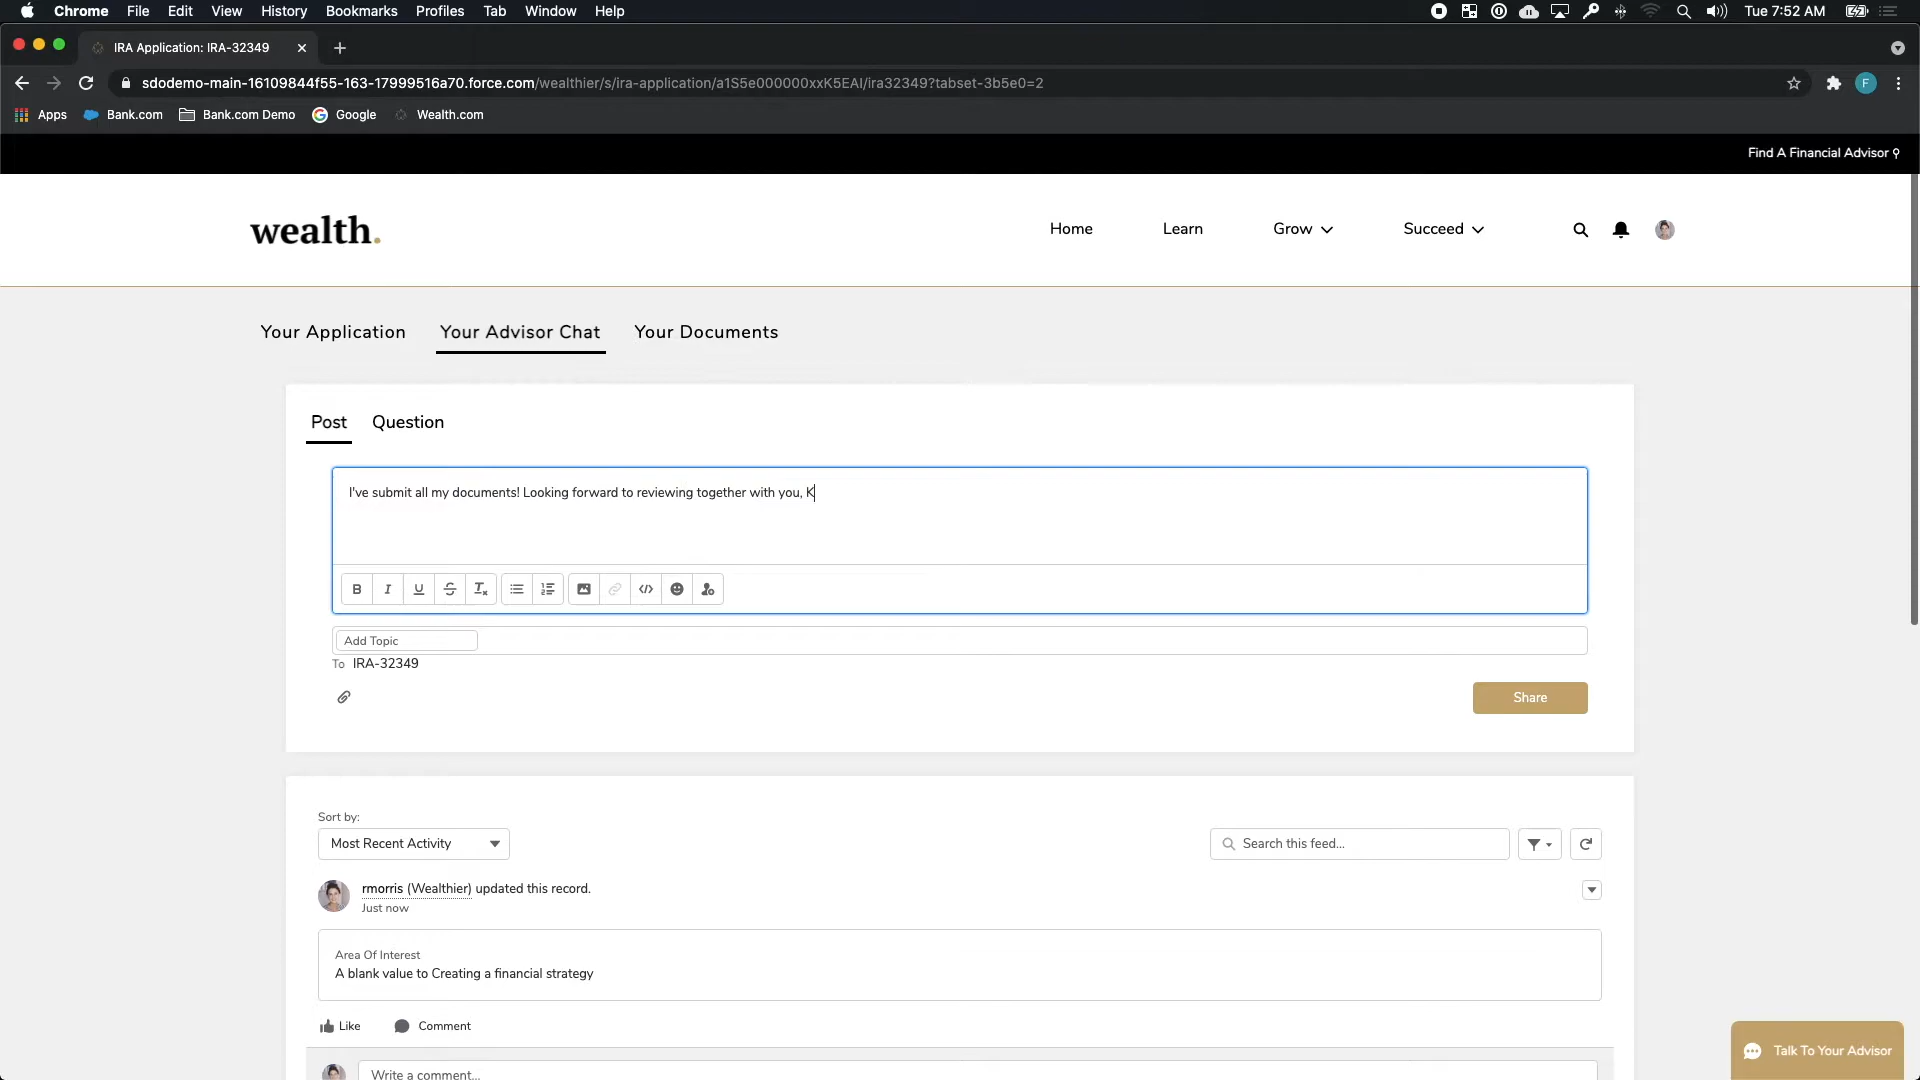 Chrome File Edit View History Bookmarks Profiles Tab Window Help Tue 7:52 AM
IRA Application: IRA-32349
sdodemo-main-16109844f55-163-17999516a70.force.com/wealthier/s/ira-application/a1S5e000000xxK5EAI/ira32349?tabset-3b5e0=2
F
Apps Bank.com Bank.com Demo Google Wealth.com
Find A Financial Advisor
wealth. Home Learn Grow Succeed
Your Application Your Advisor Chat Your Documents
Post Question
I've submit all my documents! Looking forward to reviewing together with you, K
B I U S Tx
Add Topic
To IRA-32349
Share
Sort by:
Most Recent Activity Search this feed...
rmorris (Wealthier) updated this record.
Just now
Area Of Interest
A blank value to Creating a financial strategy
Like Comment
Talk To Your Advisor
Write a comment...